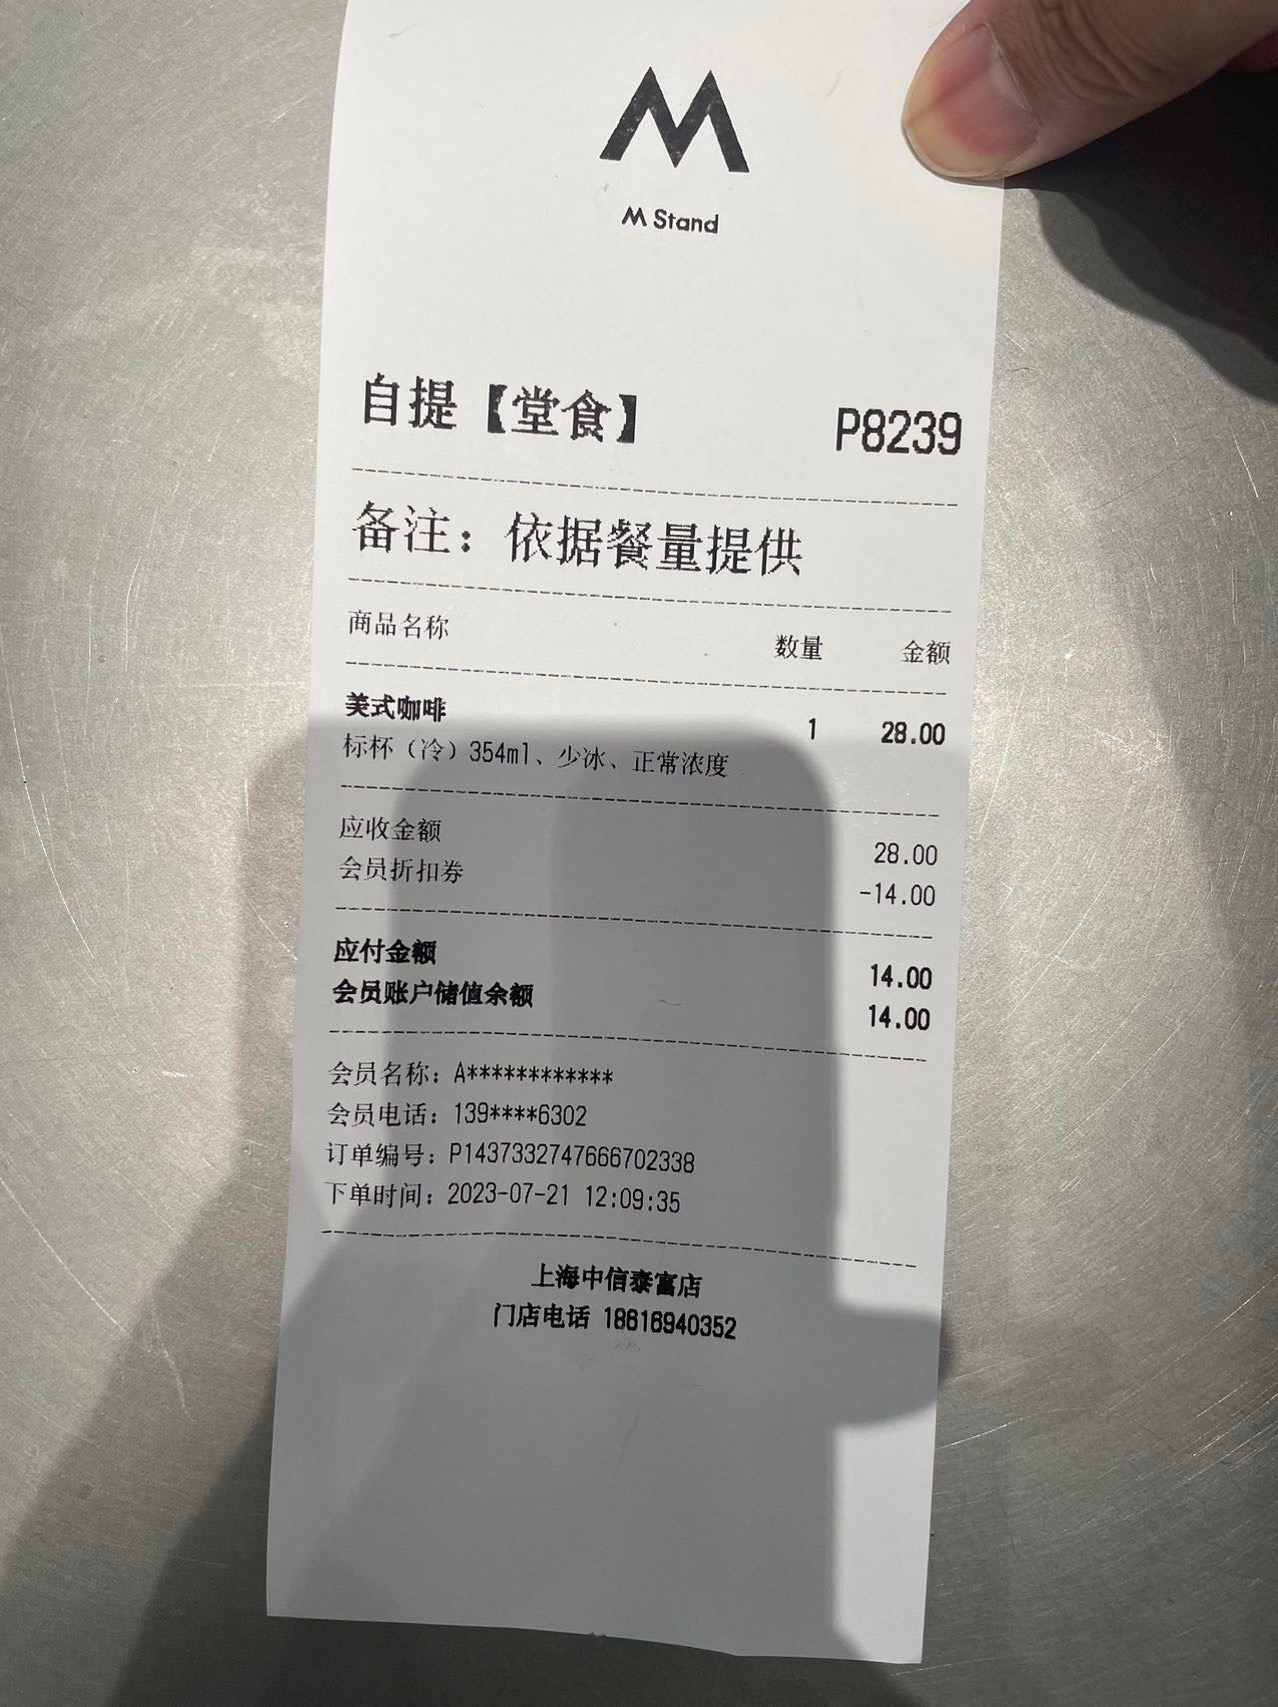 M
M Stand
自提【堂食】 P8239
备注：依据餐量提供
商品名称 数量 金额
美式咖啡 1 28.00
标杯（冷）354ml、少冰、正常浓度
应收金额 28.00
会员折扣券 -14.00
应付金额 14.00
会员账户储值余额 14.00
会员名称：A************
会员电话：139****6302
订单编号：P1437332747666702338
下单时间：2023-07-21 12:09:35
上海中信泰富店
门店电话 18616940352